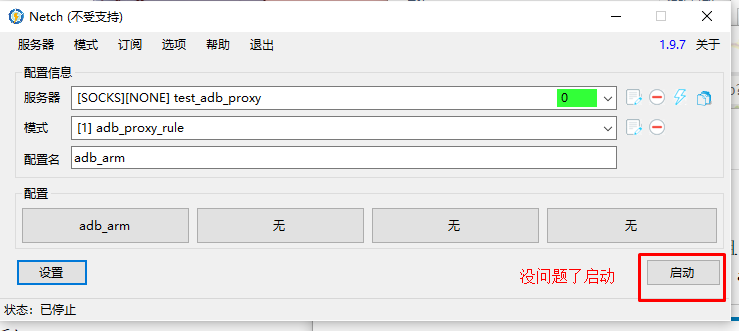 Netch (不受支持)
服务器 模式 订阅 选项 帮助 退出 1.9.7 关于
配置信息
服务器 [SOCKS][NONE] test_adb_proxy 0
模式 [1] adb_proxy_rule
配置名 adb_arm
配置
adb_arm 无 无 无
设置 没问题了启动 启动
状态：已停止